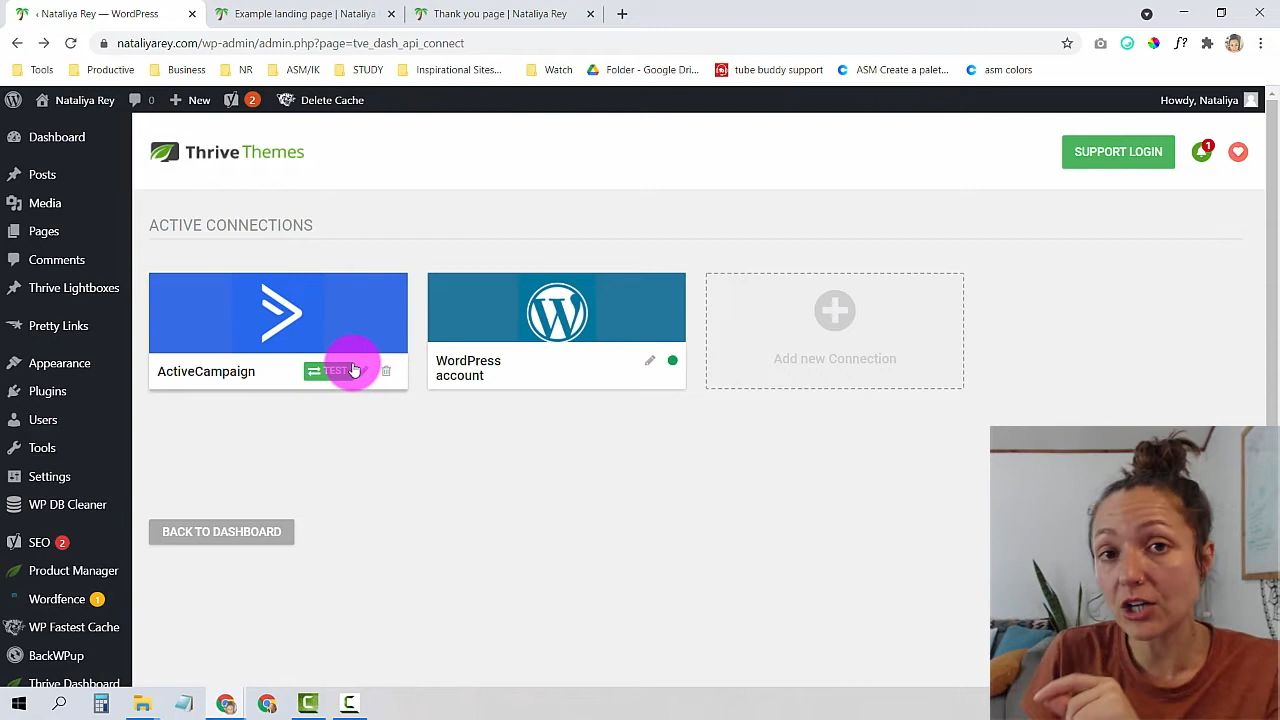 Nataliya Rey — WordPress
Example landing page | Nataliya
Thank you page | Nataliya Rey
nataliyarey.com/wp-admin/admin.php?page=tve_dash_api_connect
Tools
Productive
Business
NR
ASM/IK
STUDY
Inspirational Sites...
Watch
Folder - Google Dri...
tube buddy support
ASM Create a palet...
asm colors
Nataliya Rey
0
New
2
Delete Cache
Howdy, Nataliya
Dashboard
Posts
Media
Pages
Comments
Thrive Lightboxes
Pretty Links
Appearance
Plugins
Users
Tools
Settings
WP DB Cleaner
SEO 2
Product Manager
Wordfence 1
WP Fastest Cache
BackWPup
Thrive Dashboard
Thrive Themes
SUPPORT LOGIN
1
ACTIVE CONNECTIONS
ActiveCampaign
TEST
WordPress
account
Add new Connection
BACK TO DASHBOARD